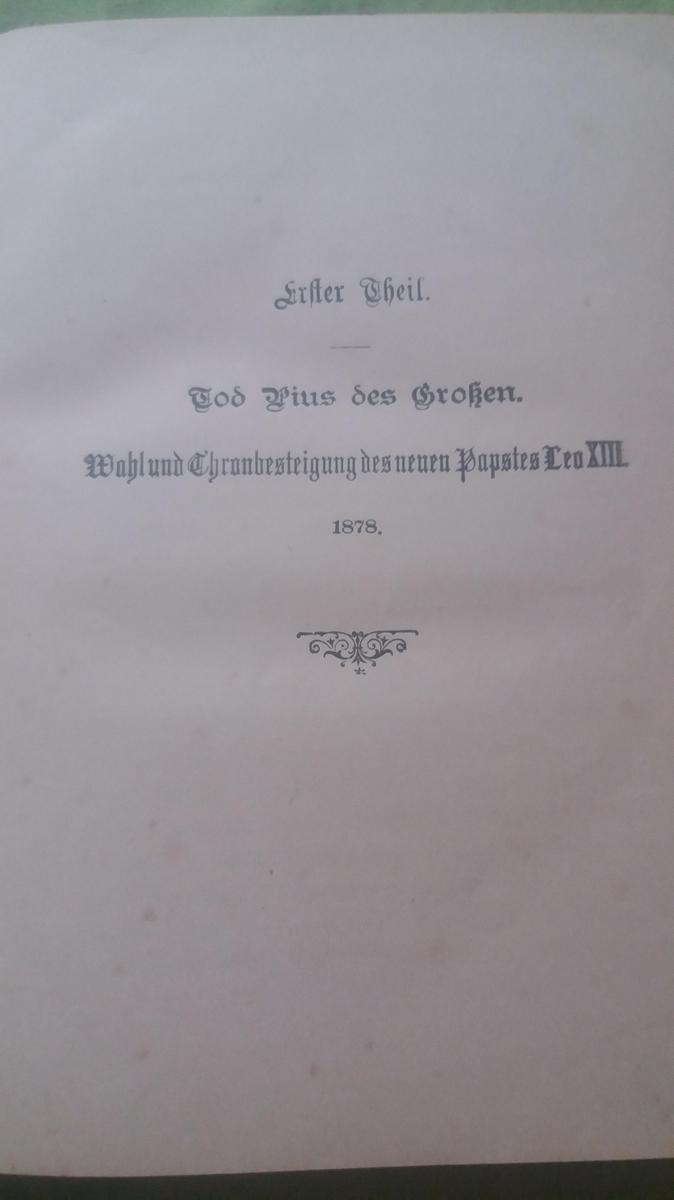 Erster Theil.
Tod Pius des Großen.
Wahl und Thronbesteigung des neuen Papstes Leo XIII.
1878.